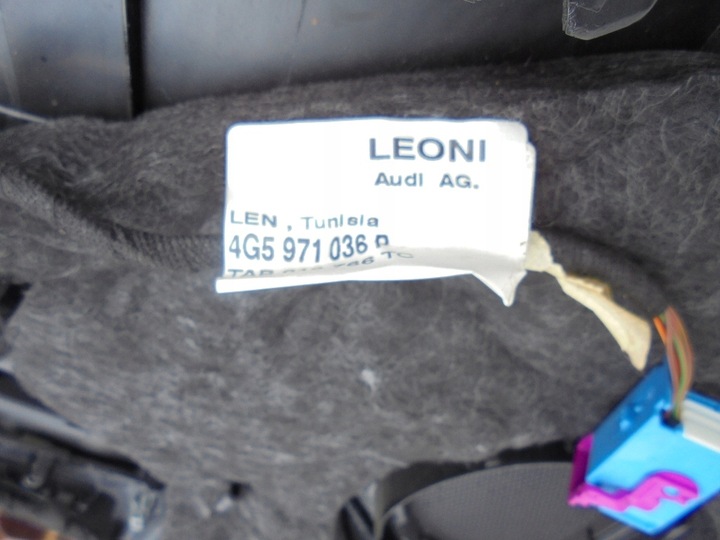 LEONI
Audi AG.
LEN , Tunisia
4G5 971 036